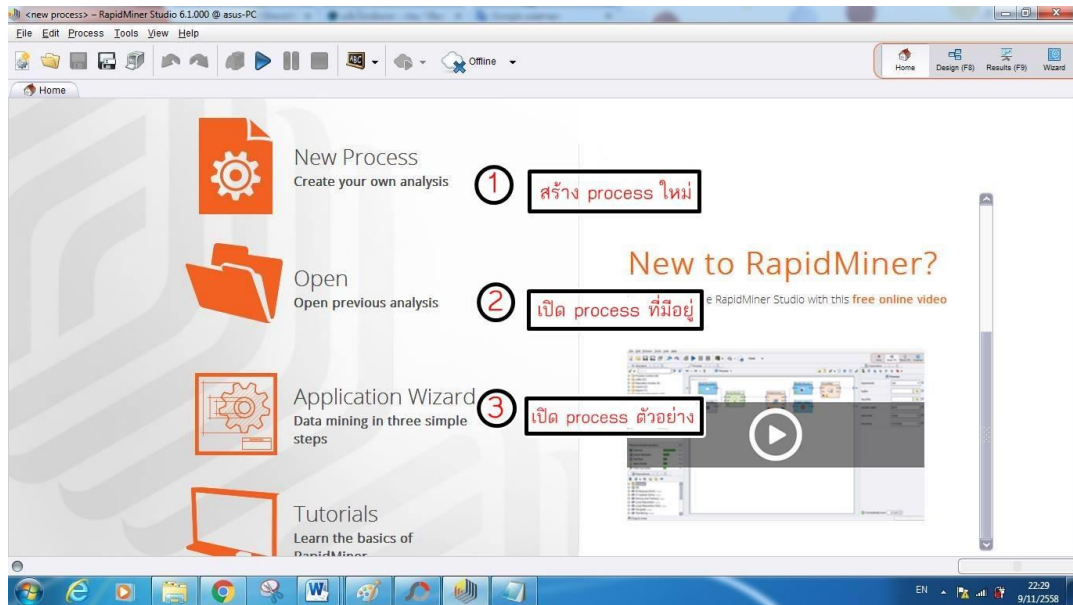 <new process> – RapidMiner Studio 6.1.000 @ asus-PC
File Edit Process Tools View Help
Offline
Home Design (F8) Results (F9) Wizard
Home
New Process
Create your own analysis
1
สร้าง process ใหม่
Open
Open previous analysis
2
เปิด process ที่มีอยู่
Application Wizard
Data mining in three simple
steps
3
เปิด process ตัวอย่าง
Tutorials
Learn the basics of
RapidMiner
New to RapidMiner?
e RapidMiner Studio with this free online video
EN
22:29
9/11/2558